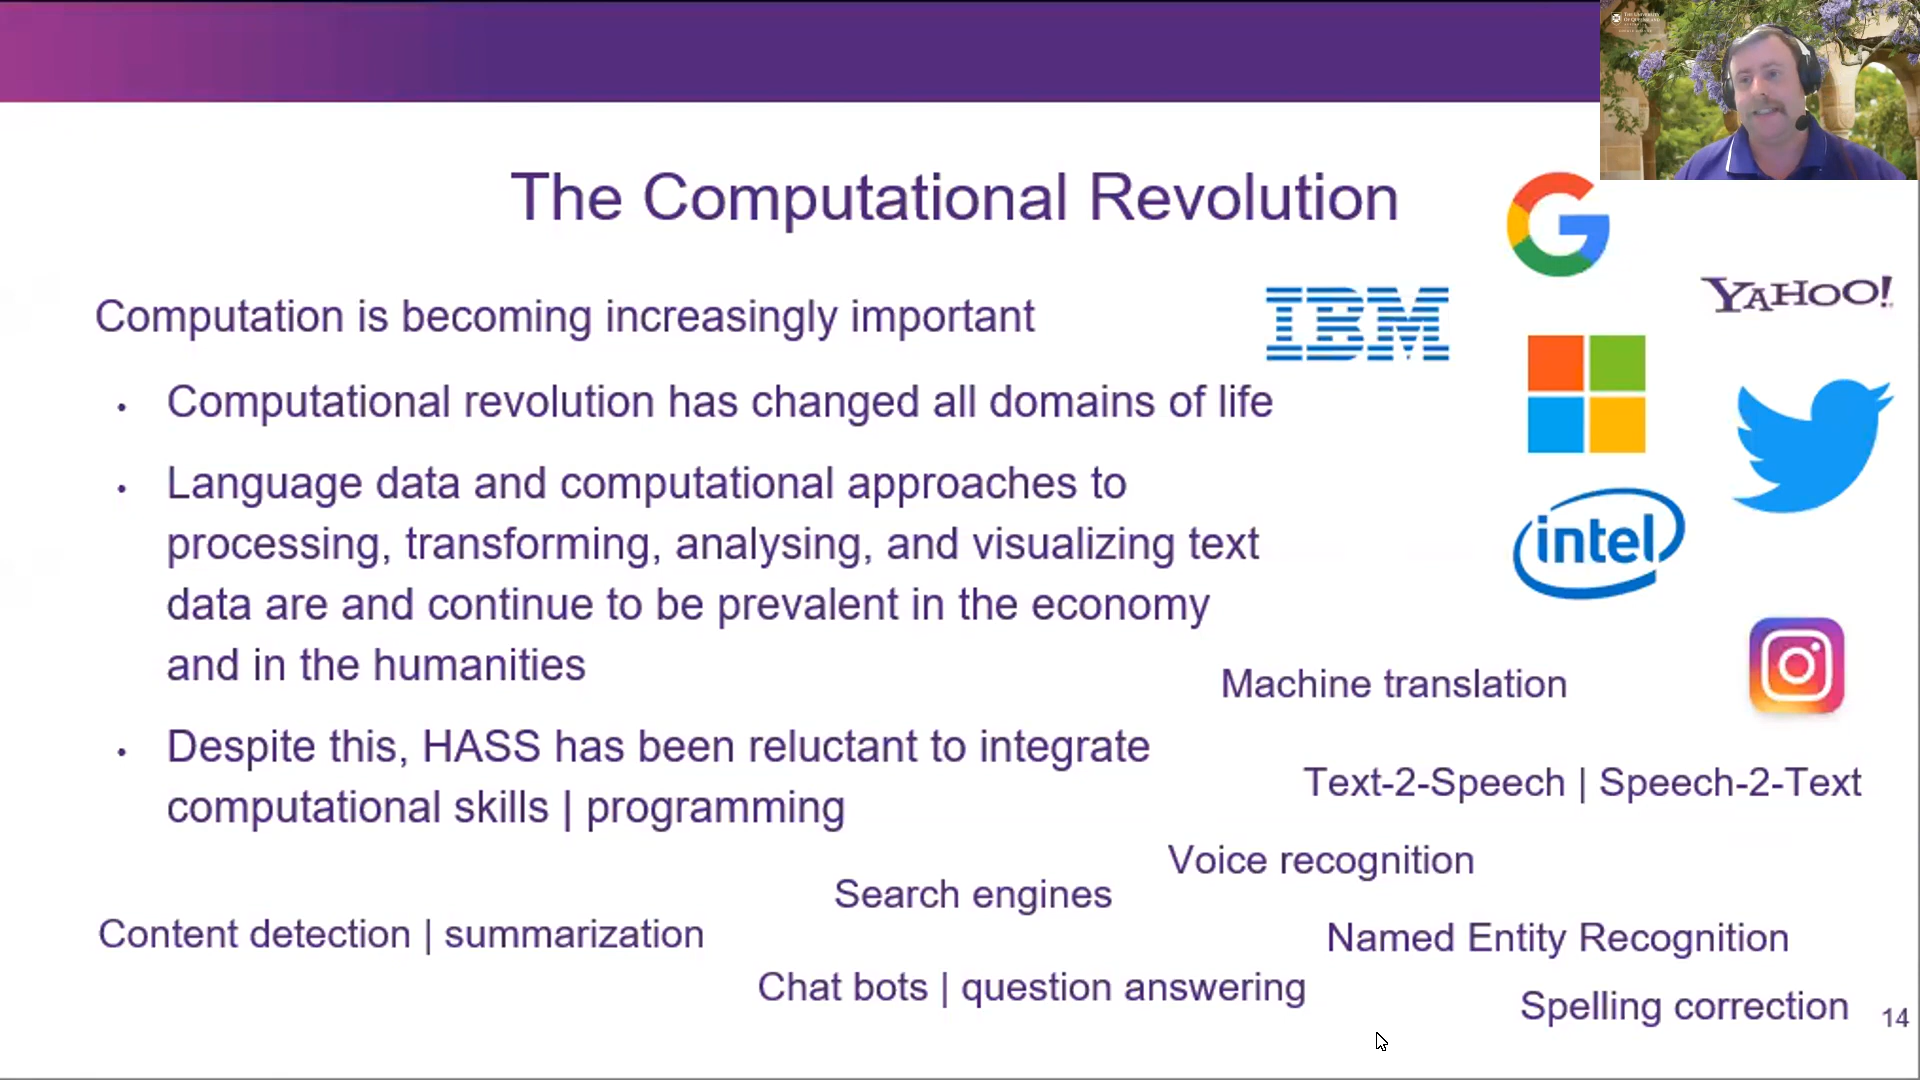 The Computational Revolution
Computation is becoming increasingly important
IBM
YAHOO!
• Computational revolution has changed all domains of life
• Language data and computational approaches to
processing, transforming, analysing, and visualizing text
data are and continue to be prevalent in the economy
and in the humanities
intel
• Despite this, HASS has been reluctant to integrate
computational skills | programming
Machine translation
Text-2-Speech | Speech-2-Text
Voice recognition
Search engines
Content detection | summarization
Named Entity Recognition
Chat bots | question answering
Spelling correction
14